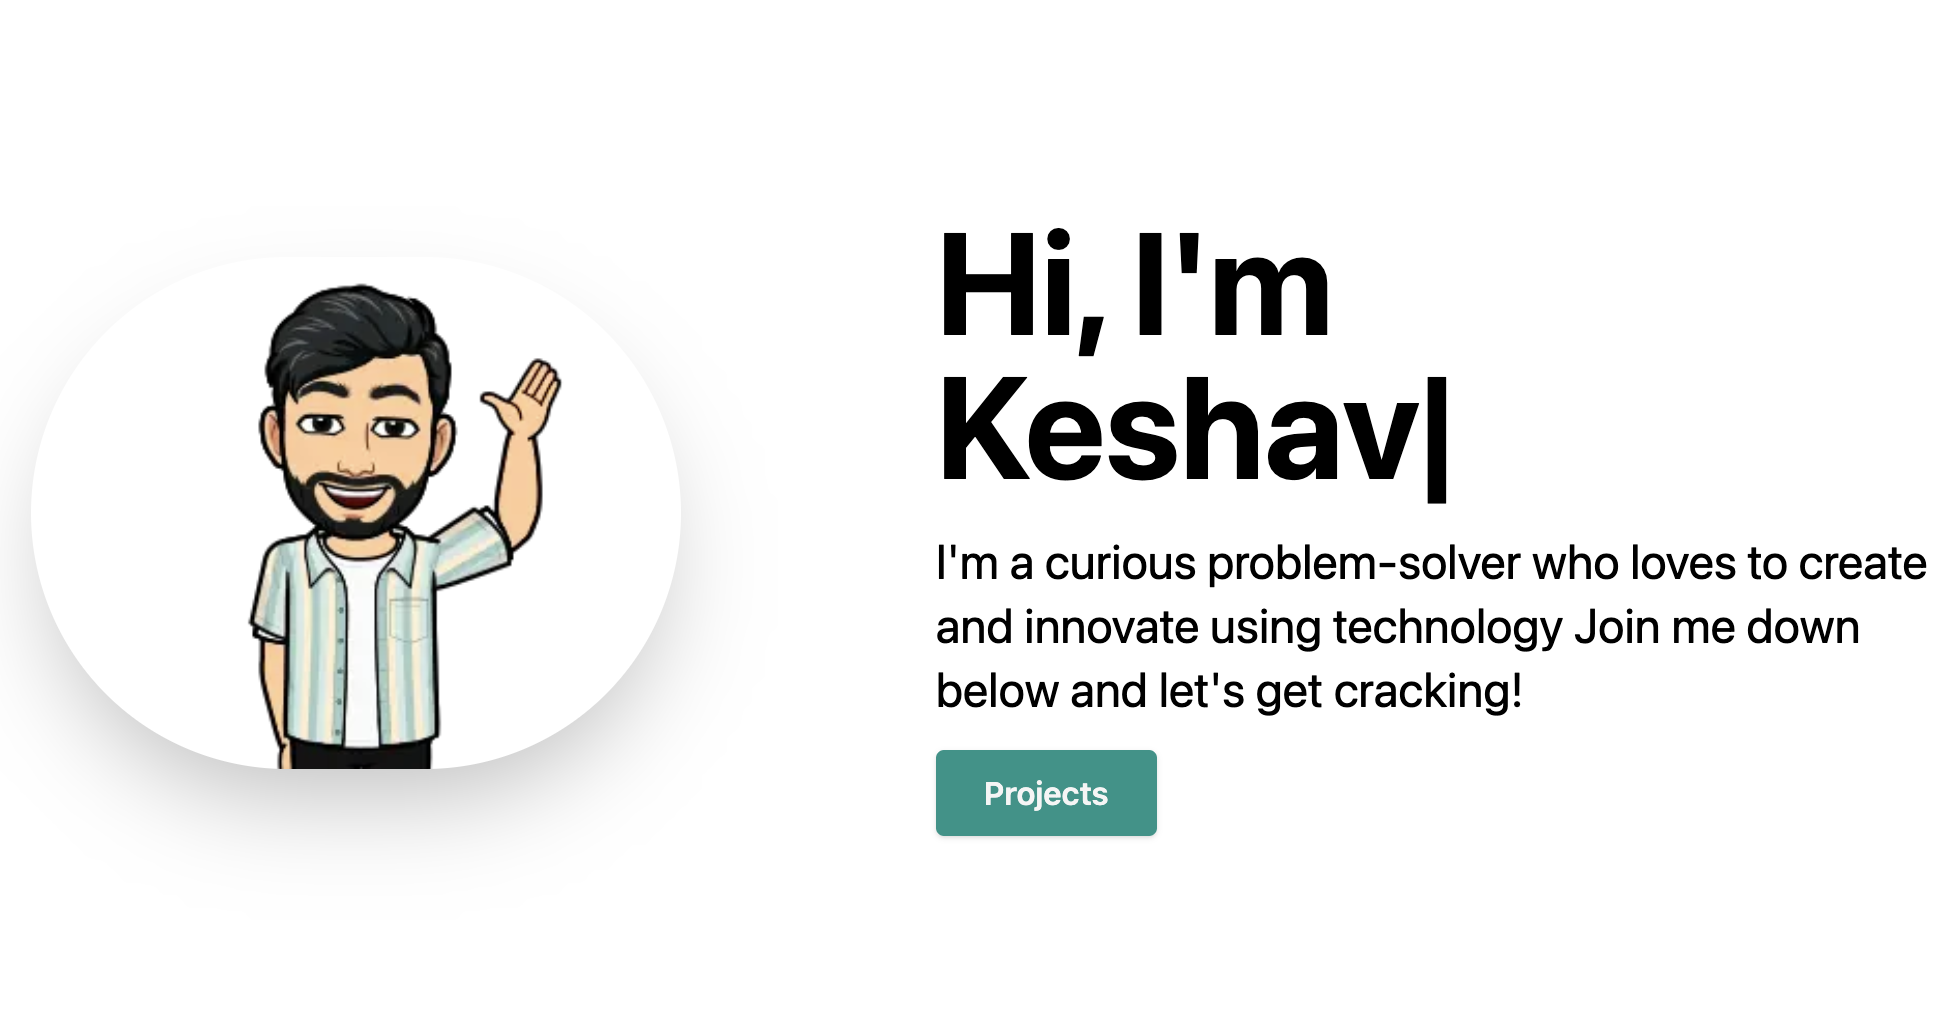 Hi, I'm
Keshav|
I'm a curious problem-solver who loves to create
and innovate using technology Join me down
below and let's get cracking!
Projects